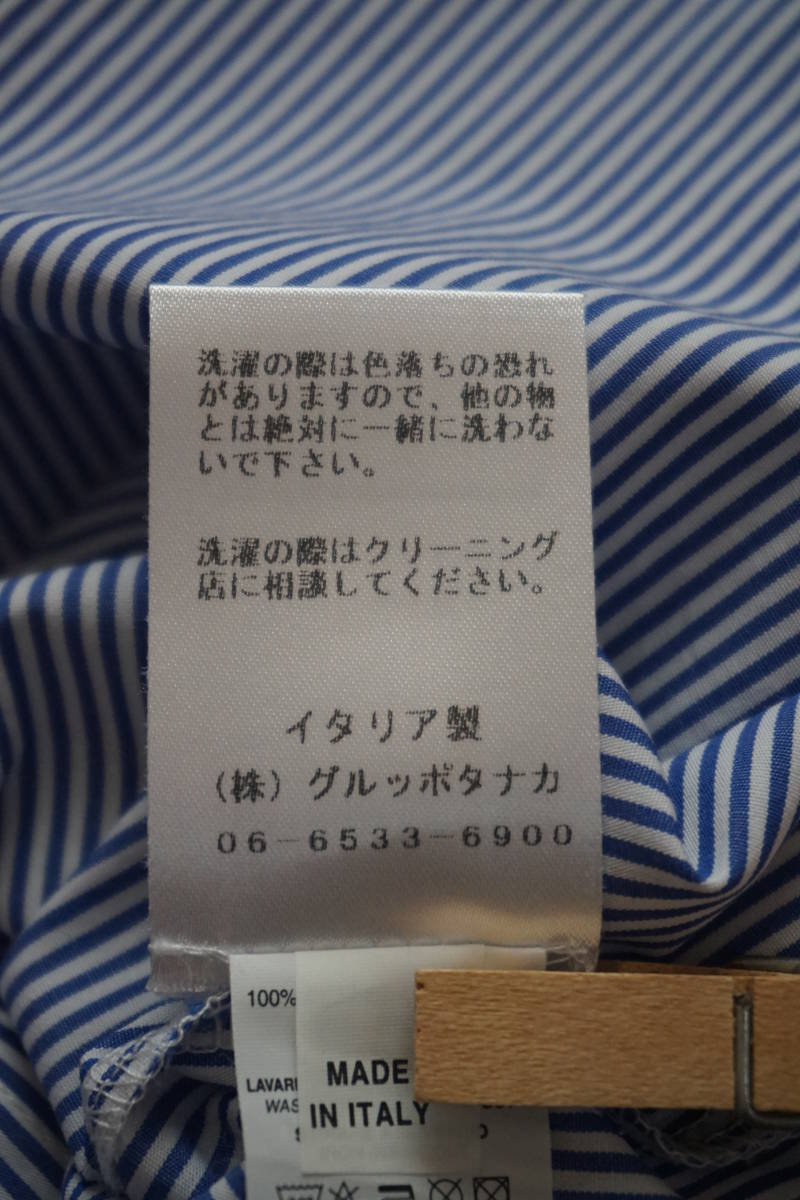 洗濯の際は色落ちの恐れ
がありますので、他の物
とは絶対に一緒に洗わな
いで下さい。
洗濯の際はクリーニング
店に相談してください。
イタリア製
(株)グルッポタナカ
06-6533-6900
100%
MADE
IN ITALY